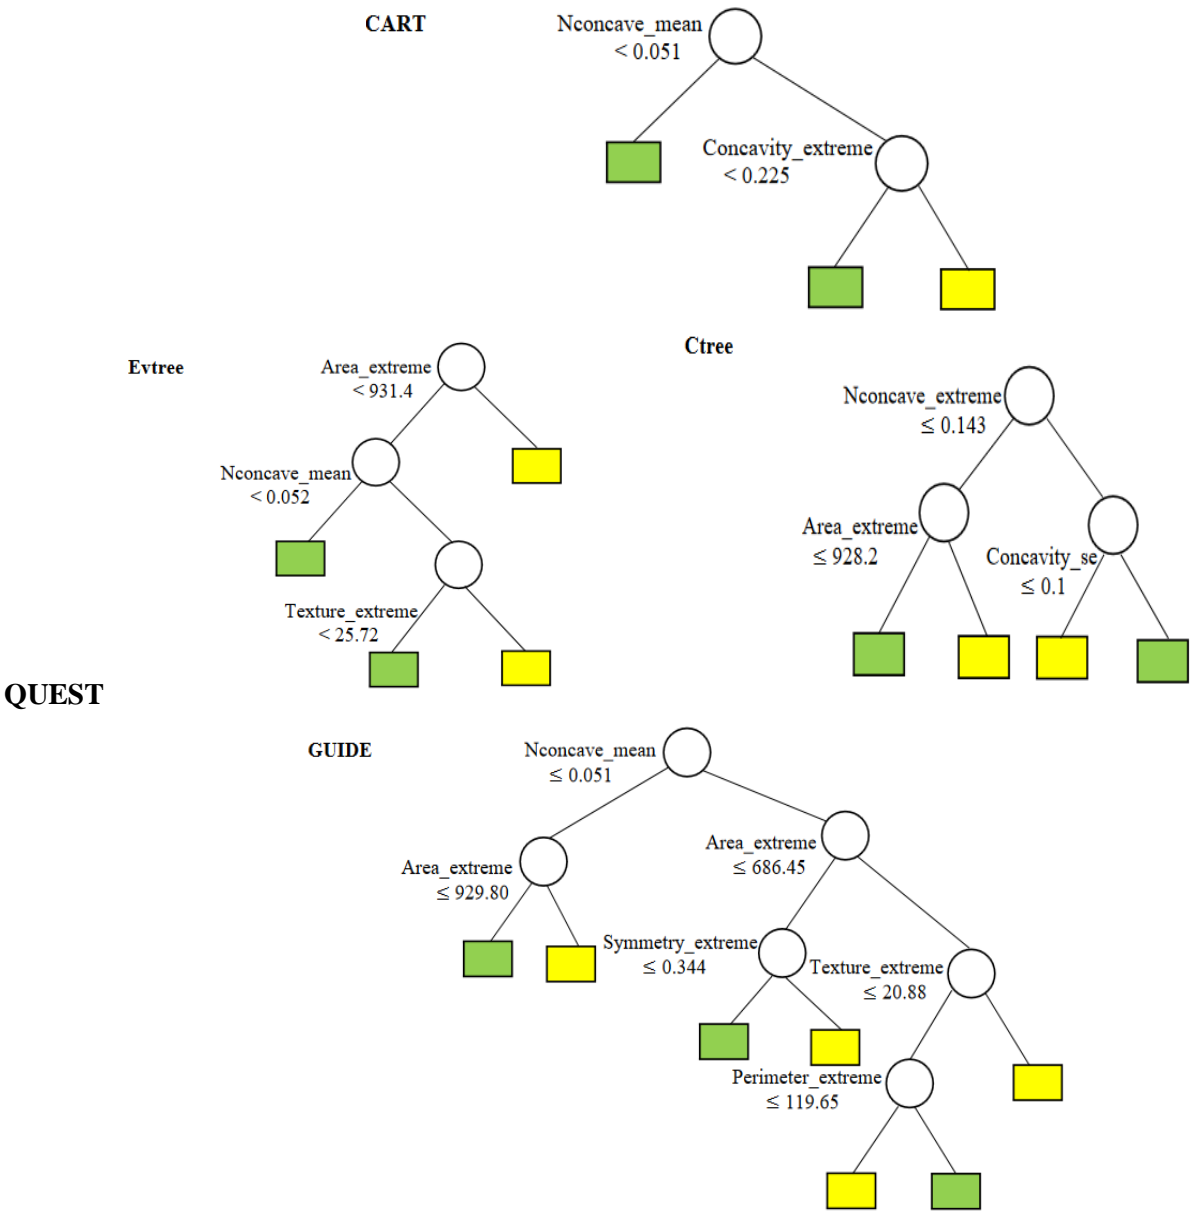 CART
Nconcave_mean
< 0.051
Concavity_extreme
< 0.225
Evtree
Area_extreme
< 931.4
Nconcave_mean
< 0.052
Texture_extreme
< 25.72
Ctree
Nconcave_extreme
≤ 0.143
Area_extreme
≤ 928.2
Concavity_se
≤ 0.1
QUEST
GUIDE
Nconcave_mean
≤ 0.051
Area_extreme
≤ 929.80
Area_extreme
≤ 686.45
Symmetry_extreme
≤ 0.344
Texture_extreme
≤ 20.88
Perimeter_extreme
≤ 119.65